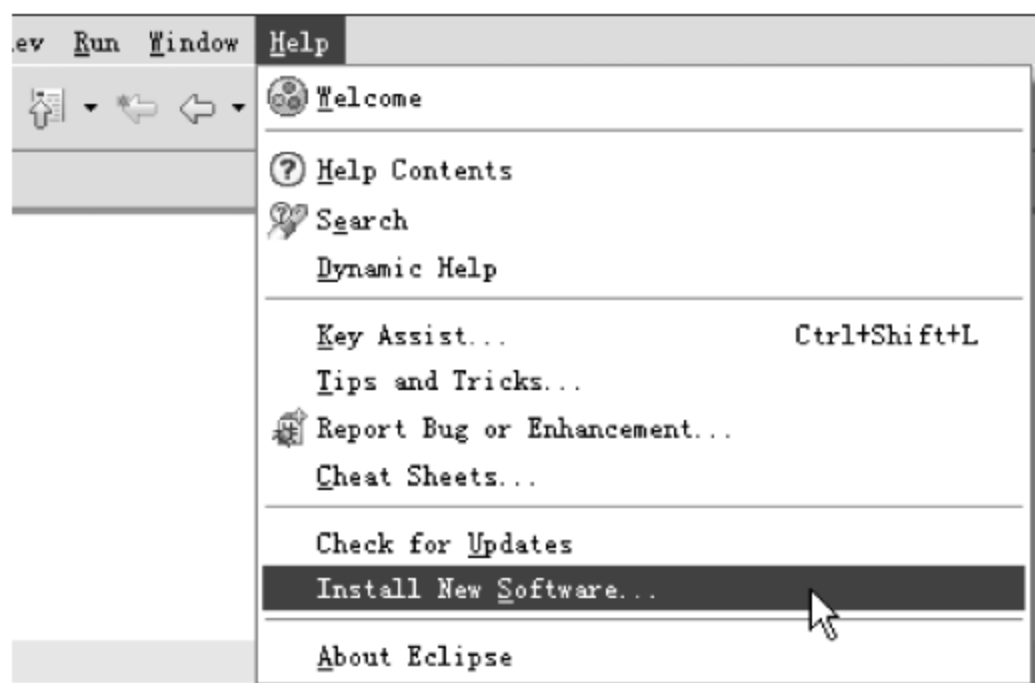 ev Run Window Help
Welcome
Help Contents
Search
Dynamic Help
Key Assist... Ctrl+Shift+L
Tips and Tricks...
Report Bug or Enhancement...
Cheat Sheets...
Check for Updates
Install New Software...
About Eclipse